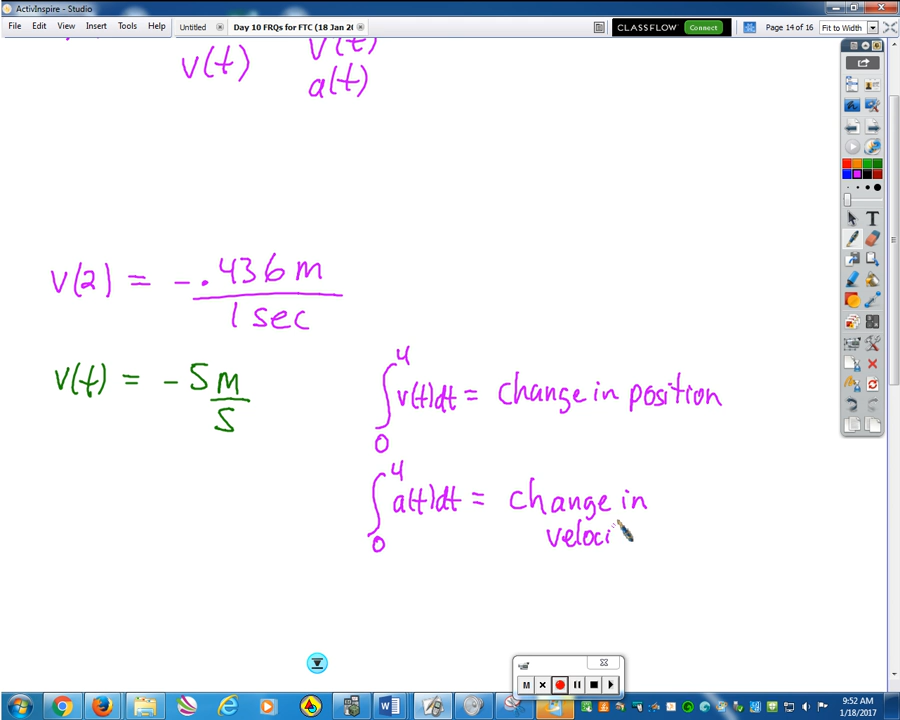 ActivInspire - Studio
File Edit View Insert Tools Help
Untitled
Day 10 FRQs for FTC (18 Jan 2(
CLASSFLOW Connect
Page 14 of 16
Fit to Width
v(t)
v(t)
a(t)
v(2) = -.436 m
1 sec
v(t) = -5 m
s
∫ 4 0 v(t)dt = change in position
∫ 4 0 a(t)dt = change in
veloci
T
M
9:52 AM
1/18/2017